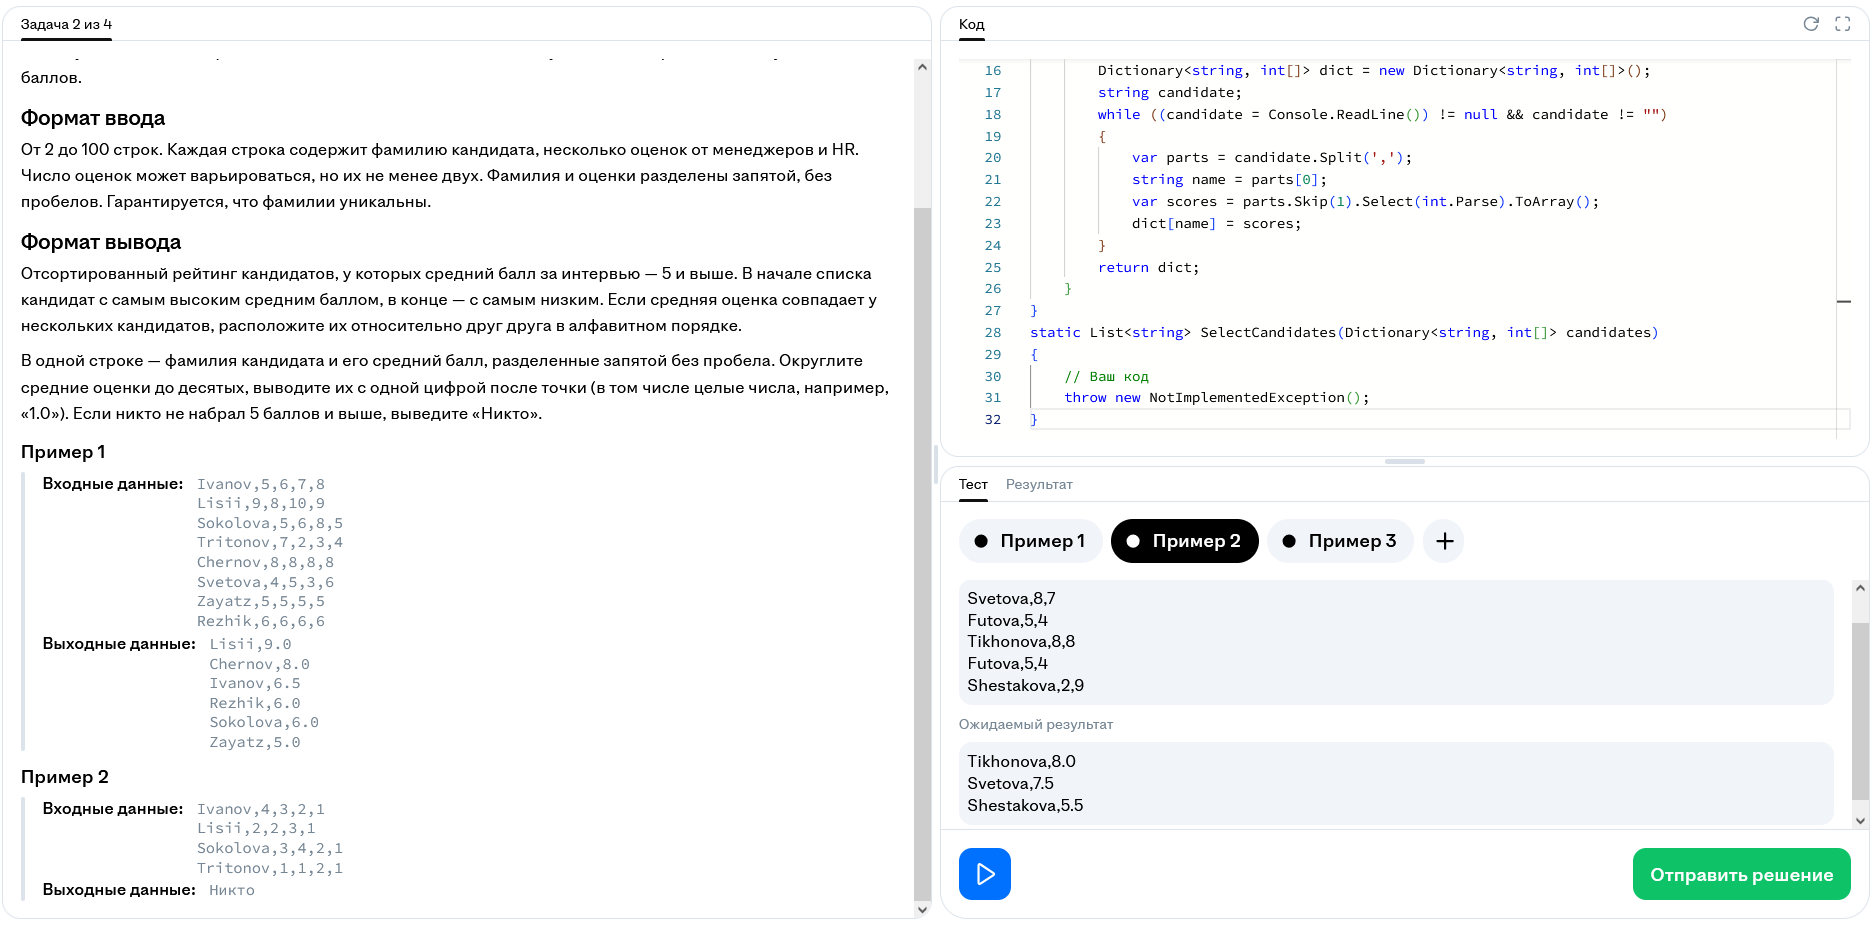 Задача 2 из 4
баллов.
Формат ввода
От 2 до 100 строк. Каждая строка содержит фамилию кандидата, несколько оценок от менеджеров и HR.
Число оценок может варьироваться, но их не менее двух. Фамилия и оценки разделены запятой, без
пробелов. Гарантируется, что фамилии уникальны.
Формат вывода
Отсортированный рейтинг кандидатов, у которых средний балл за интервью — 5 и выше. В начале списка
кандидат с самым высоким средним баллом, в конце — с самым низким. Если средняя оценка совпадает у
нескольких кандидатов, расположите их относительно друг друга в алфавитном порядке.
В одной строке — фамилия кандидата и его средний балл, разделенные запятой без пробела. Округлите
средние оценки до десятых, выводите их с одной цифрой после точки (в том числе целые числа, например,
«1.0»). Если никто не набрал 5 баллов и выше, выведите «Никто».
Пример 1
Входные данные: Ivanov,5,6,7,8
Lisii,9,8,10,9
Sokolova,5,6,8,5
Tritonov,7,2,3,4
Chernov,8,8,8,8
Svetova,4,5,3,6
Zayatz,5,5,5,5
Rezhik,6,6,6,6
Выходные данные: Lisii,9.0
Chernov,8.0
Ivanov,6.5
Rezhik,6.0
Sokolova,6.0
Zayatz,5.0
Пример 2
Входные данные: Ivanov,4,3,2,1
Lisii,2,2,3,1
Sokolova,3,4,2,1
Tritonov,1,1,2,1
Выходные данные: Никто
Код
16 Dictionary<string, int[]> dict = new Dictionary<string, int[]>();
17 string candidate;
18 while ((candidate = Console.ReadLine()) != null && candidate != "")
19 {
20 var parts = candidate.Split(',');
21 string name = parts[0];
22 var scores = parts.Skip(1).Select(int.Parse).ToArray();
23 dict[name] = scores;
24 }
25 return dict;
26 }
27 }
28 static List<string> SelectCandidates(Dictionary<string, int[]> candidates)
29 {
30 // Ваш код
31 throw new NotImplementedException();
32 }
Тест Результат
Пример 1 Пример 2 Пример 3 +
Svetova,8,7
Futova,5,4
Tikhonova,8,8
Futova,5,4
Shestakova,2,9
Ожидаемый результат
Tikhonova,8.0
Svetova,7.5
Shestakova,5.5
Отправить решение